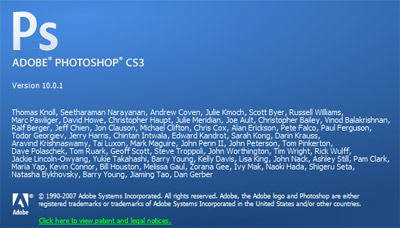 Ps
ADOBE® PHOTOSHOP® CS3
Version 10.0.1
Thomas Knoll, Seetharaman Narayanan, Andrew Coven, Julie Kmoch, Scott Byer, Russell Williams,
Marc Pawliger, David Howe, Christopher Haupt, Julie Meridian, Joe Ault, Christopher Bailey, Vinod Balakrishnan,
Ralf Berger, Jeff Chien, Jon Clauson, Michael Clifton, Chris Cox, Alan Erickson, Pete Falco, Paul Ferguson,
Todor Georgiev, Jerry Harris, Chintan Intwala, Edward Kandrot, Sarah Kong, Darin Krauss,
Aravind Krishnaswamy, Tai Luxon, Mark Maguire, John Penn II, John Peterson, Tom Pinkerton,
Dave Polaschek, Tom Ruark, Geoff Scott, Steve Troppoli, John Worthington, Tim Wright, Rick Wulff,
Jackie Lincoln-Owyang, Yukie Takahashi, Barry Young, Kelly Davis, Lisa King, John Nack, Ashley Still, Pam Clark,
Maria Yap, Kevin Connor, Bill Houston, Melissa Gaul, Zorana Gee, Ivy Mak, Naoki Hada, Shigeru Seta,
Natasha Bykhovsky, Barry Young, Jiaming Tao, Dan Gerber
© 1990-2007 Adobe Systems Incorporated. All rights reserved. Adobe, the Adobe logo and Photoshop are either
registered trademarks or trademarks of Adobe Systems Incorporated in the United States and/or other countries.
Adobe
Click here to view patent and legal notices.